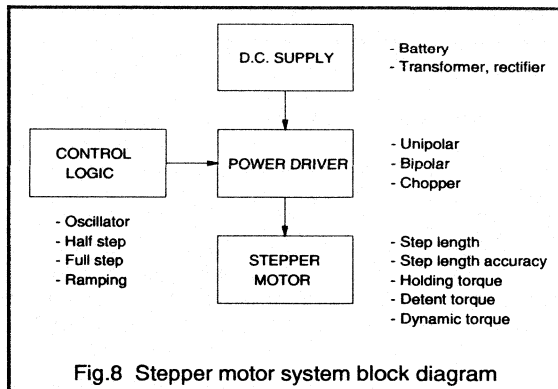 D.C. SUPPLY
- Battery
- Transformer, rectifier
CONTROL
LOGIC
POWER DRIVER
- Unipolar
- Bipolar
- Chopper
- Oscillator
- Half step
- Full step
- Ramping
STEPPER
MOTOR
- Step length
- Step length accuracy
- Holding torque
- Detent torque
- Dynamic torque
Fig.8 Stepper motor system block diagram